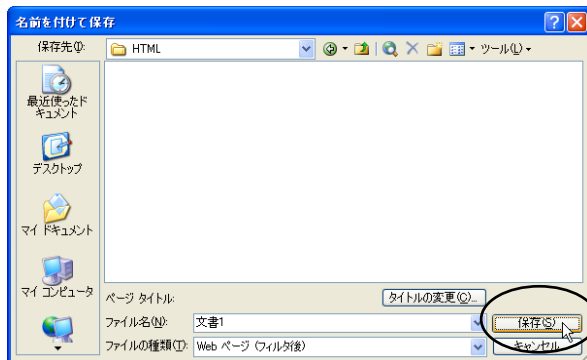 名前を付けて保存
保存先(I):
HTML
ツール(L)
最近使ったド
キュメント
デスクトップ
マイ ドキュメント
マイ コンピュータ
ページ タイトル:
タイトルの変更(C)...
ファイル名(N):
文書1
保存(S)
ファイルの種類(T):
Web ページ (フィルタ後)
キャンセル